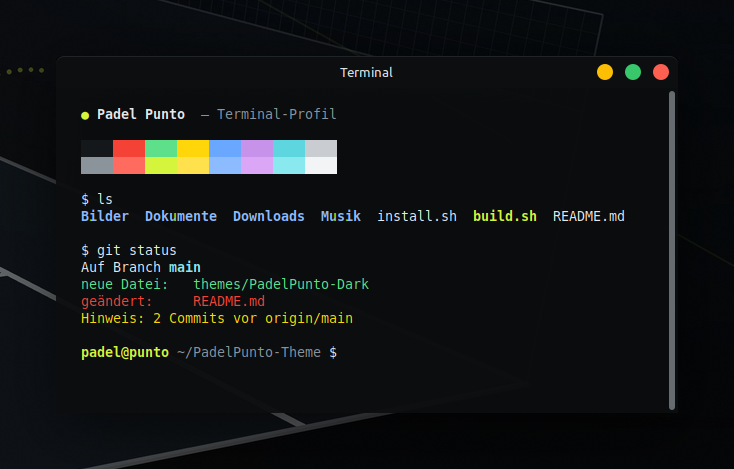 Terminal
● Padel Punto — Terminal-Profil
$ ls
Bilder Dokumente Downloads Musik install.sh build.sh README.md
$ git status
Auf Branch main
neue Datei: themes/PadelPunto-Dark
geändert: README.md
Hinweis: 2 Commits vor origin/main
padel@punto ~/PadelPunto-Theme $